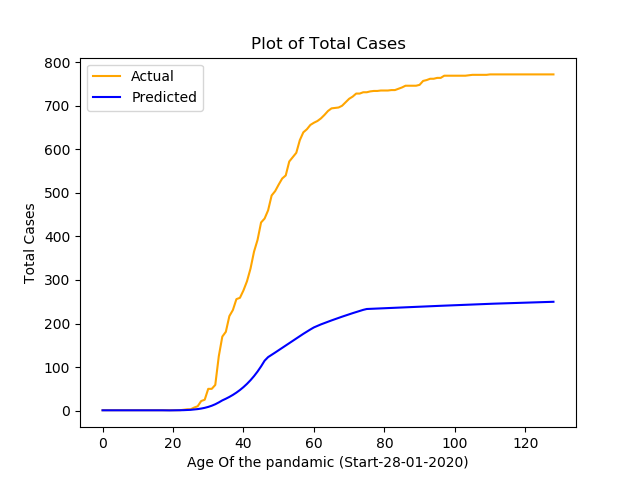 Plot of Total Cases
Actual
Predicted
800
700
600
500
400
300
200
100
0
Total Cases
0 20 40 60 80 100 120
Age Of the pandamic (Start-28-01-2020)